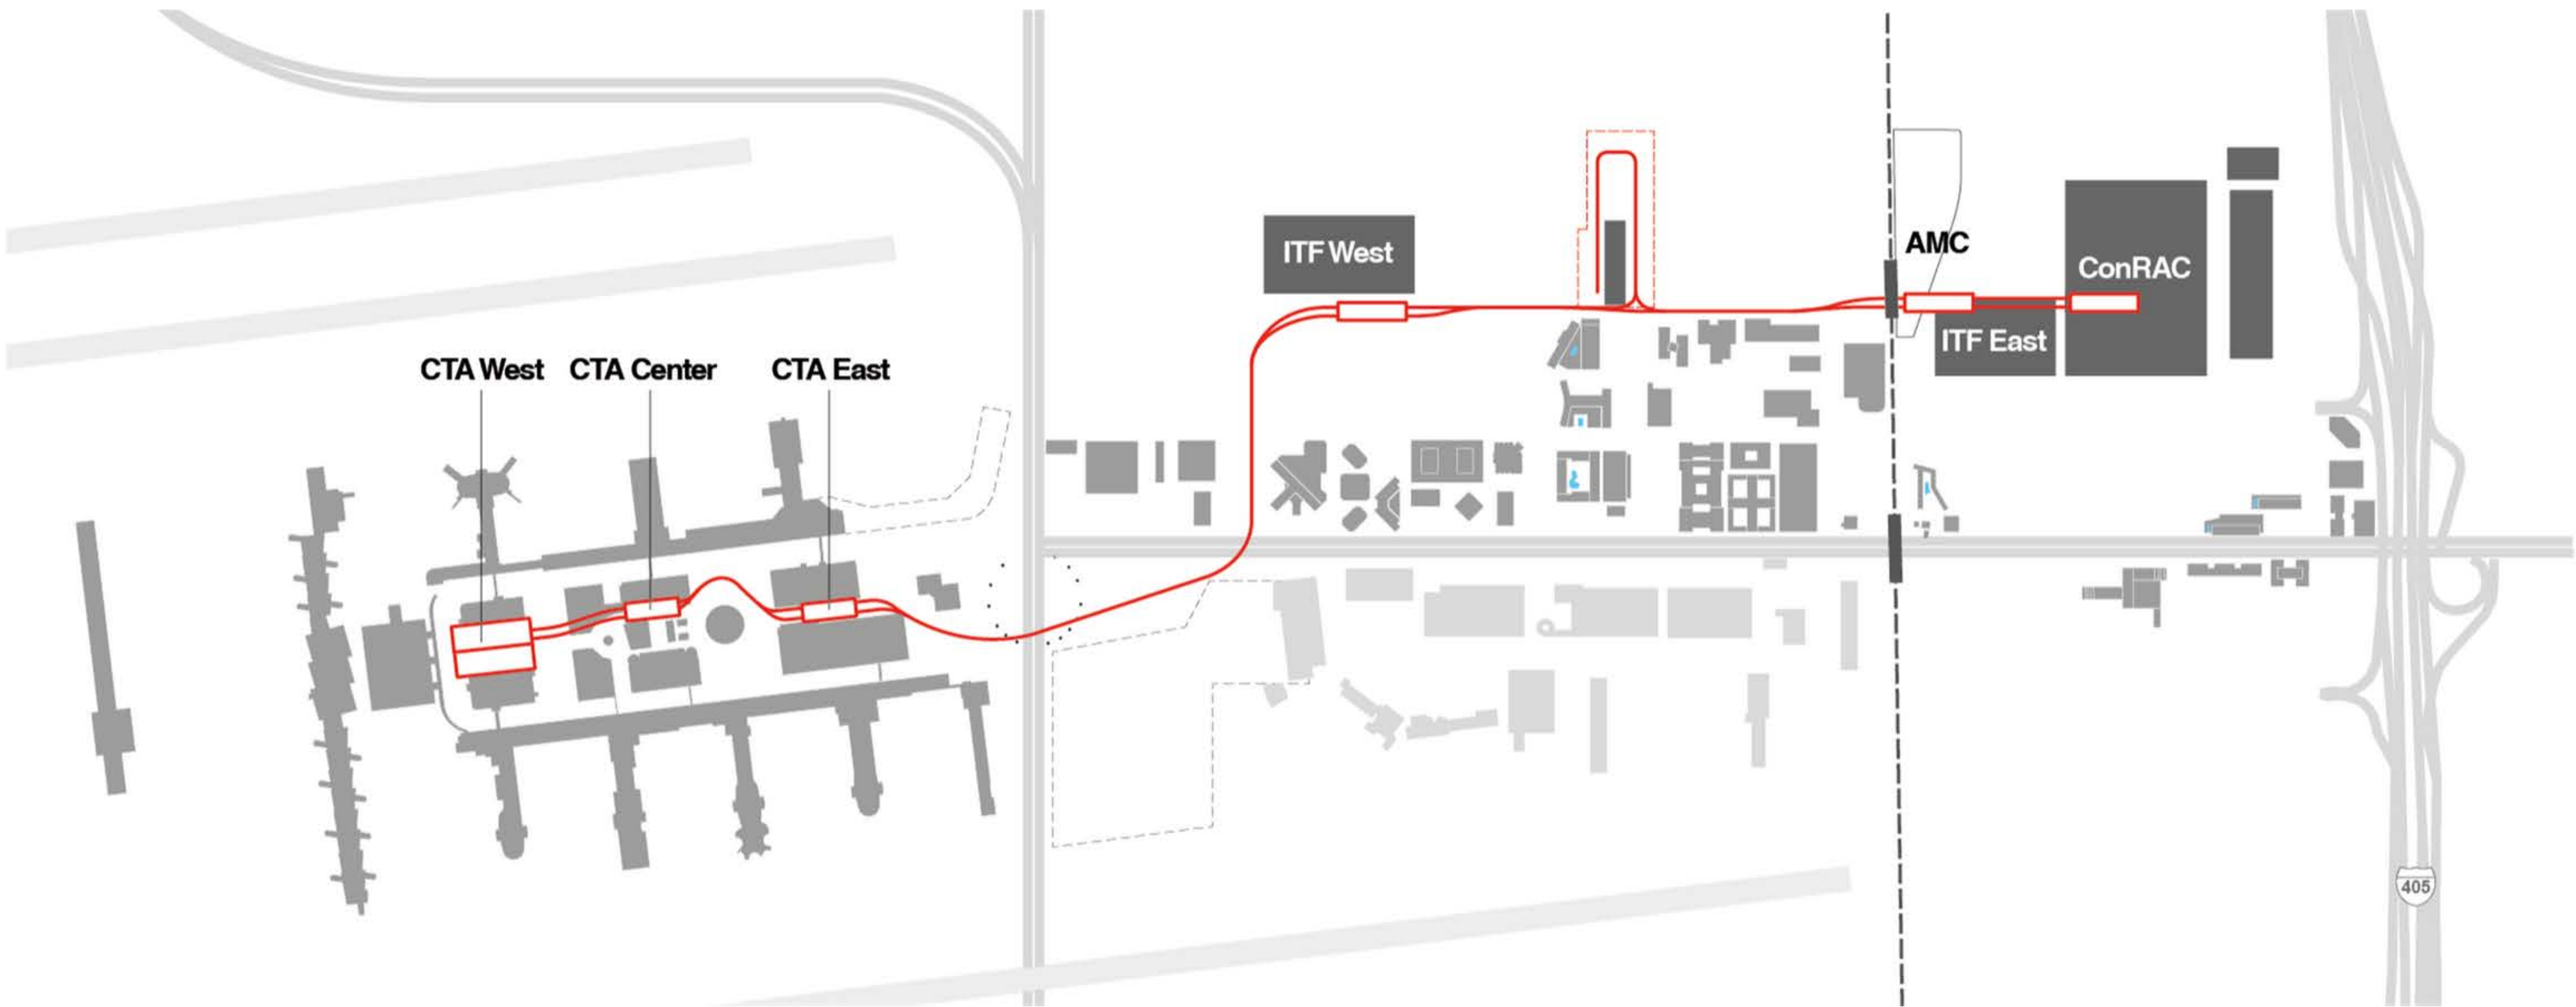 ITF West
AMC
ConRAC
ITF East
CTA West
CTA Center
CTA East
405